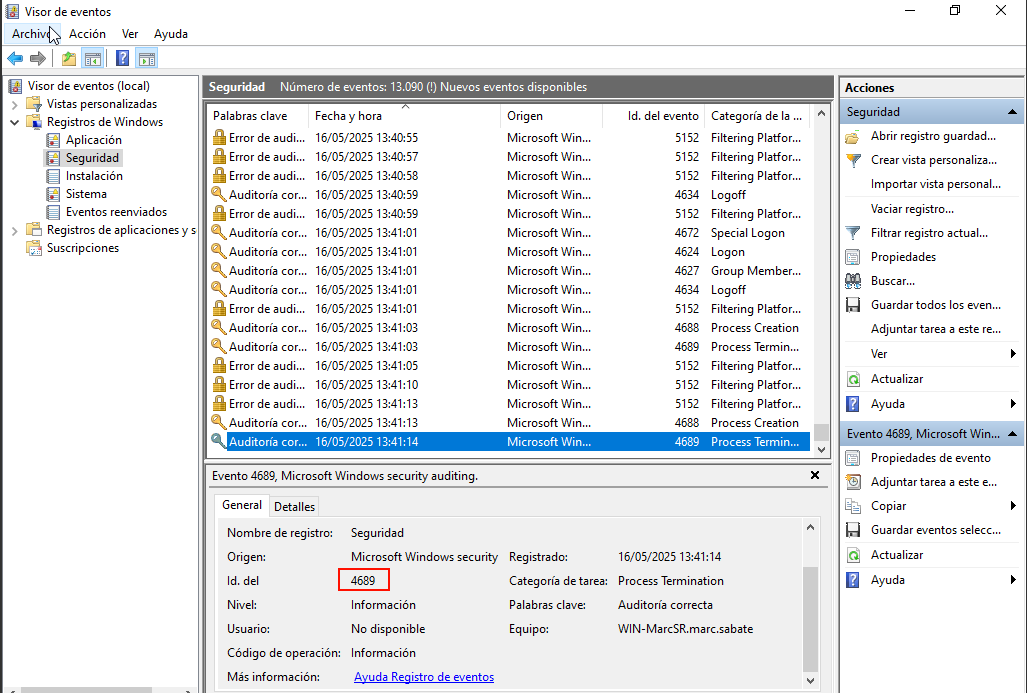 Visor de eventos
Archivo Acción Ver Ayuda
Visor de eventos (local)
Vistas personalizadas
Registros de Windows
Aplicación
Seguridad
Instalación
Sistema
Eventos reenviados
Registros de aplicaciones y s
Suscripciones
Seguridad Número de eventos: 13.090 (!) Nuevos eventos disponibles
Palabras clave Fecha y hora Origen Id. del evento Categoría de la ...
Error de audi... 16/05/2025 13:40:55 Microsoft Win... 5152 Filtering Platfor...
Error de audi... 16/05/2025 13:40:57 Microsoft Win... 5152 Filtering Platfor...
Error de audi... 16/05/2025 13:40:58 Microsoft Win... 5152 Filtering Platfor...
Auditoría cor... 16/05/2025 13:40:59 Microsoft Win... 4634 Logoff
Error de audi... 16/05/2025 13:40:59 Microsoft Win... 5152 Filtering Platfor...
Auditoría cor... 16/05/2025 13:41:01 Microsoft Win... 4672 Special Logon
Auditoría cor... 16/05/2025 13:41:01 Microsoft Win... 4624 Logon
Auditoría cor... 16/05/2025 13:41:01 Microsoft Win... 4627 Group Member...
Auditoría cor... 16/05/2025 13:41:01 Microsoft Win... 4634 Logoff
Error de audi... 16/05/2025 13:41:01 Microsoft Win... 5152 Filtering Platfor...
Auditoría cor... 16/05/2025 13:41:03 Microsoft Win... 4688 Process Creation
Auditoría cor... 16/05/2025 13:41:03 Microsoft Win... 4689 Process Termin...
Error de audi... 16/05/2025 13:41:05 Microsoft Win... 5152 Filtering Platfor...
Error de audi... 16/05/2025 13:41:10 Microsoft Win... 5152 Filtering Platfor...
Error de audi... 16/05/2025 13:41:13 Microsoft Win... 5152 Filtering Platfor...
Auditoría cor... 16/05/2025 13:41:13 Microsoft Win... 4688 Process Creation
Auditoría cor... 16/05/2025 13:41:14 Microsoft Win... 4689 Process Termin...
Evento 4689, Microsoft Windows security auditing.
General Detalles
Nombre de registro: Seguridad
Origen: Microsoft Windows security Registrado: 16/05/2025 13:41:14
Id. del 4689 Categoría de tarea: Process Termination
Nivel: Información Palabras clave: Auditoría correcta
Usuario: No disponible Equipo: WIN-MarcSR.marc.sabate
Código de operación: Información
Más información: Ayuda Registro de eventos
Acciones
Seguridad
Abrir registro guardad...
Crear vista personaliza...
Importar vista personal...
Vaciar registro...
Filtrar registro actual...
Propiedades
Buscar...
Guardar todos los even...
Adjuntar tarea a este re...
Ver
Actualizar
Ayuda
Evento 4689, Microsoft Win...
Propiedades de evento
Adjuntar tarea a este e...
Copiar
Guardar eventos selecc...
Actualizar
Ayuda